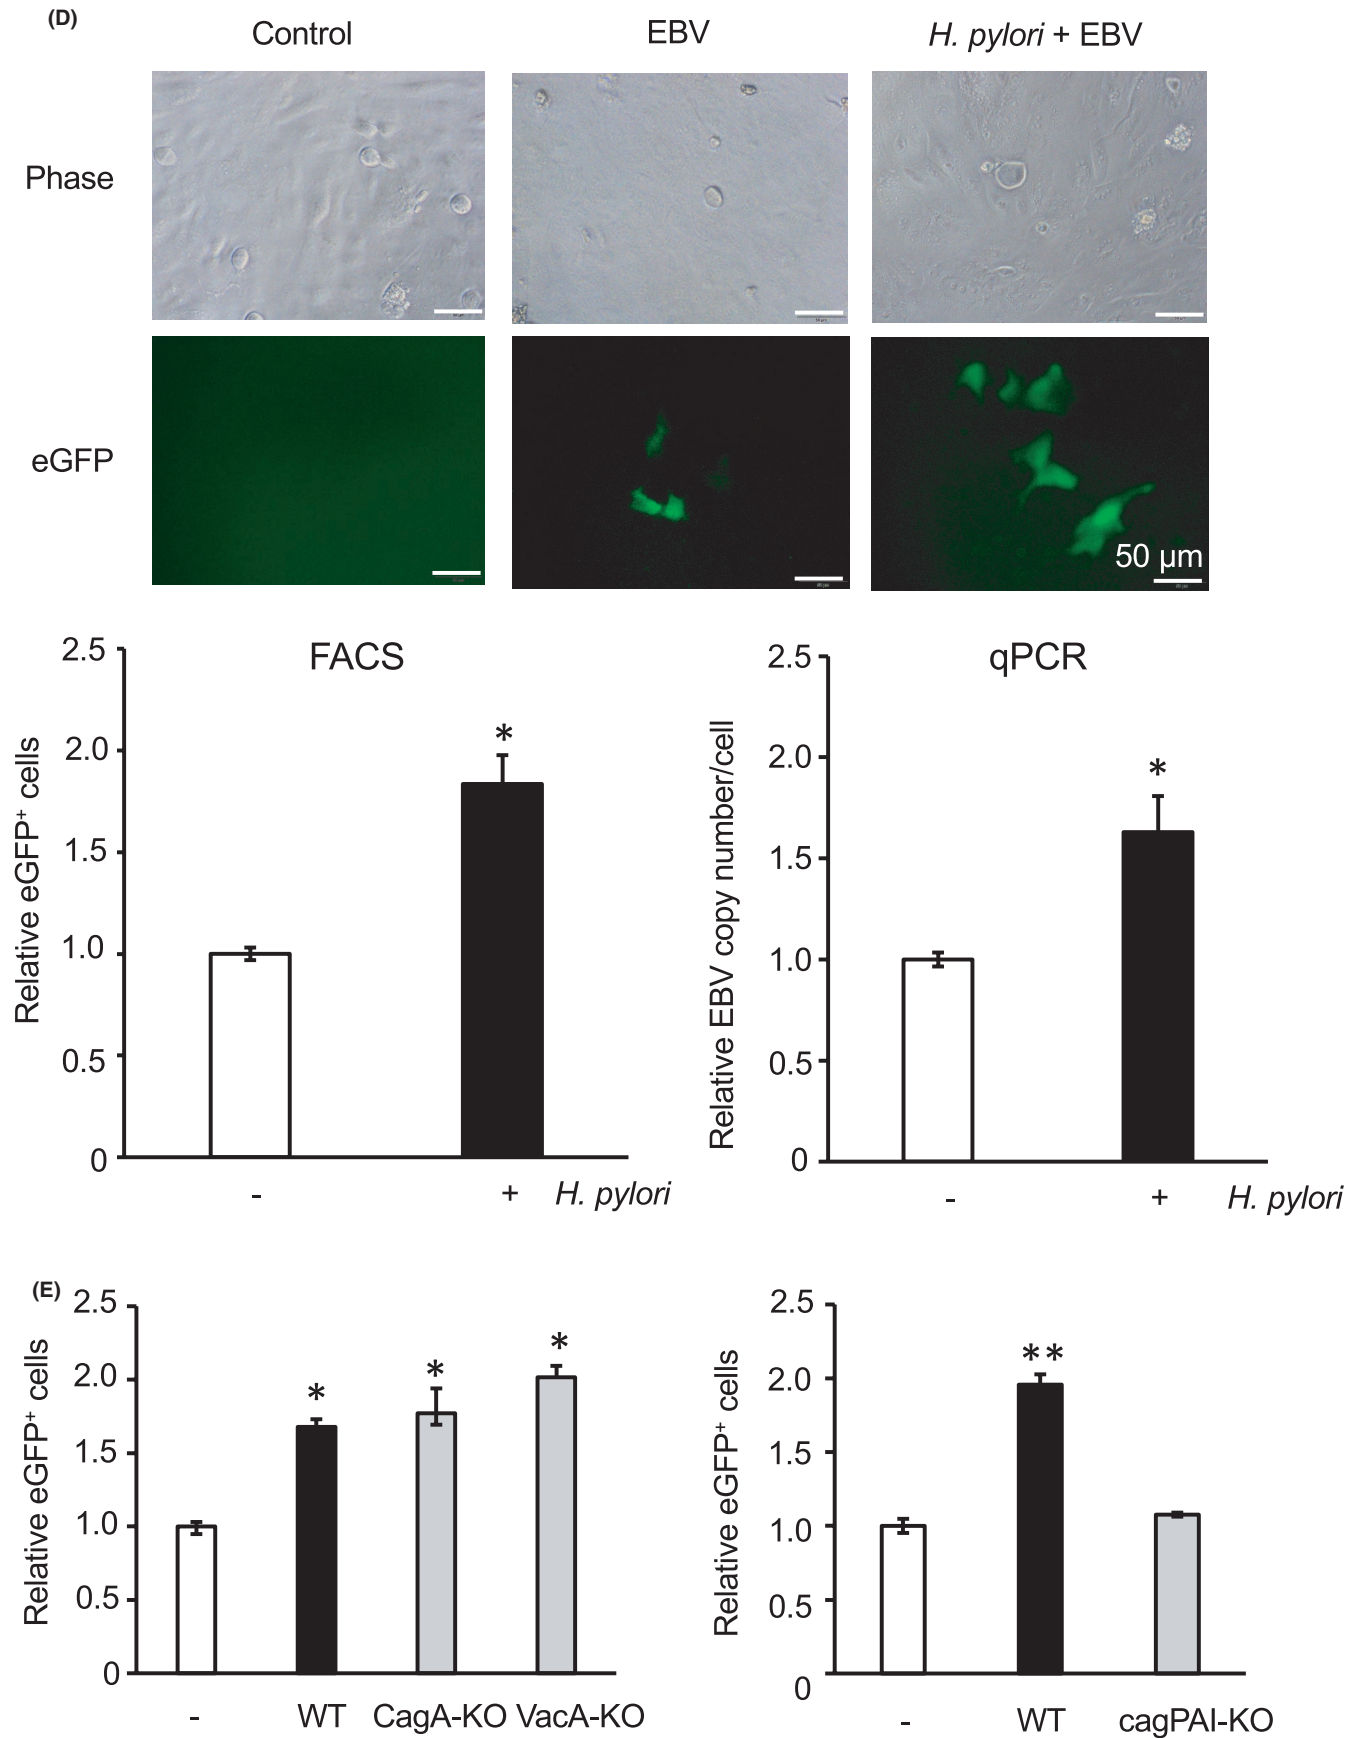 (D)
Control
EBV
H. pylori + EBV
Phase
eGFP
50 μm
FACS
Relative eGFP⁺ cells
2.5
2.0
1.5
1.0
0.5
0
- + H. pylori
qPCR
Relative EBV copy number/cell
2.5
2.0
1.5
1.0
0.5
0
- + H. pylori
*
*
(E)
Relative eGFP⁺ cells
2.5
2.0
1.5
1.0
0.5
0
*
*
*
- WT CagA-KO VacA-KO
Relative eGFP⁺ cells
2.5
2.0
1.5
1.0
0.5
0
**
- WT cagPAI-KO